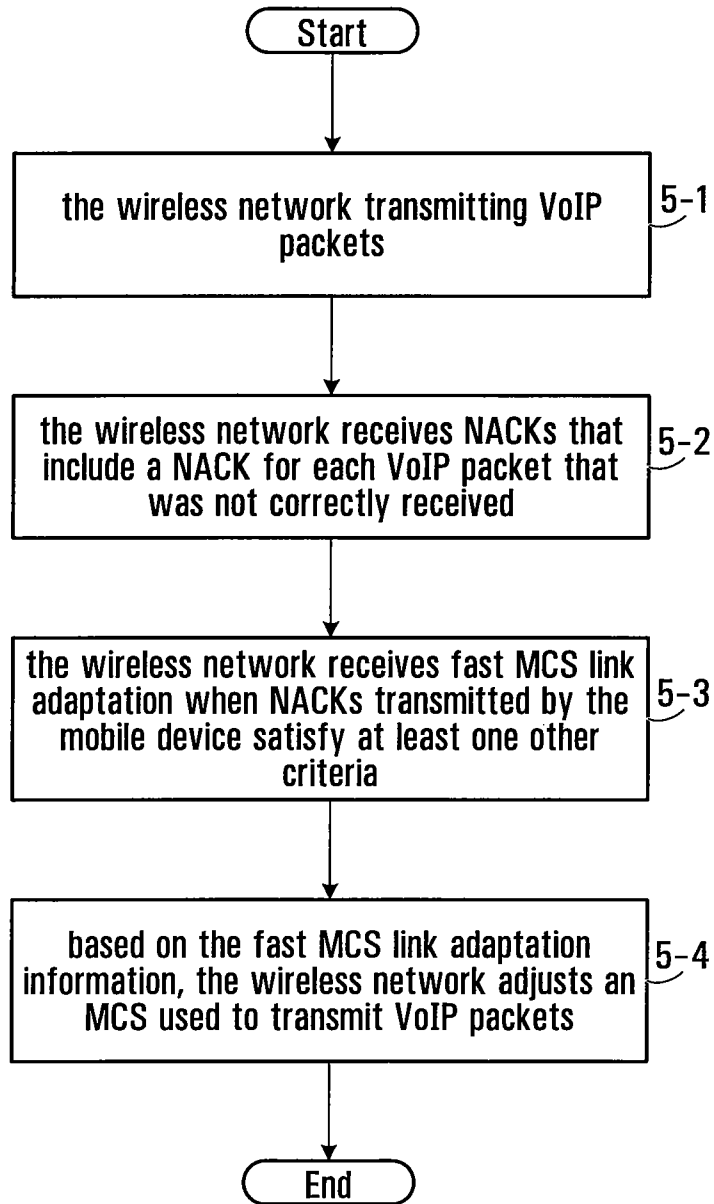 Start
the wireless network transmitting VoIP
packets
5-1
the wireless network receives NACKs that
include a NACK for each VoIP packet that
was not correctly received
5-2
the wireless network receives fast MCS link
adaptation when NACKs transmitted by the
mobile device satisfy at least one other
criteria
5-3
based on the fast MCS link adaptation
information, the wireless network adjusts an
MCS used to transmit VoIP packets
5-4
End